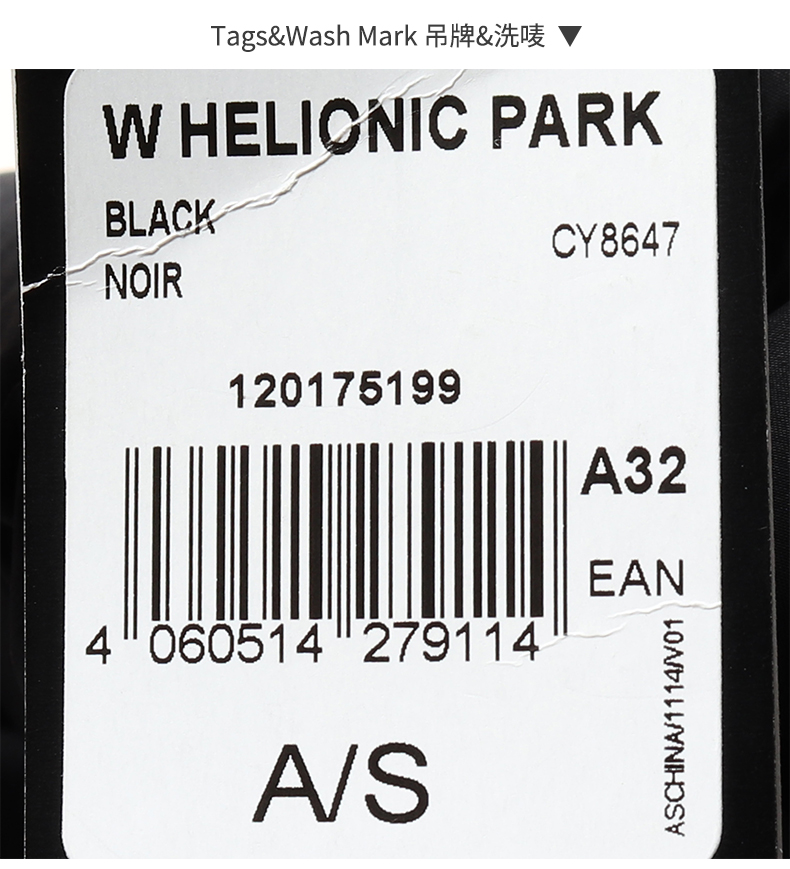 Tags&Wash Mark 吊牌&洗唛 ▼
W HELIONIC PARK
BLACK
CY8647
NOIR
120175199
A32
EAN
4 060514 279114
ASCHINA/1114/V01
A/S